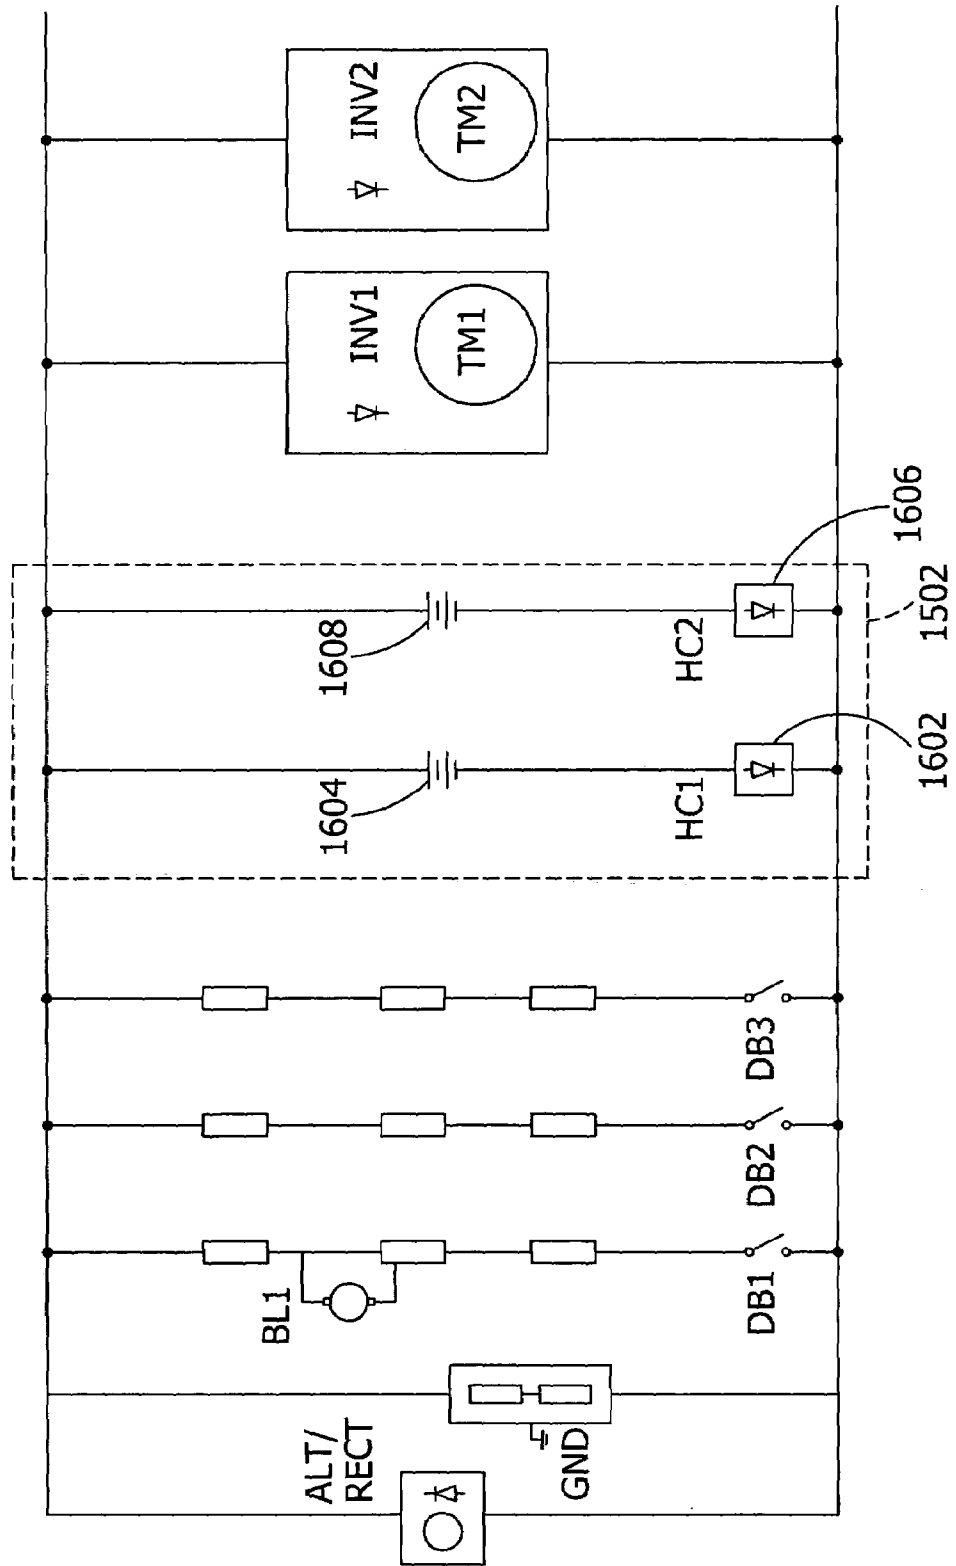 ALT/
RECT
GND
BL1
DB1
DB2
DB3
1604
HC1
1602
1608
HC2
1606
1502
INV1
TM1
INV2
TM2